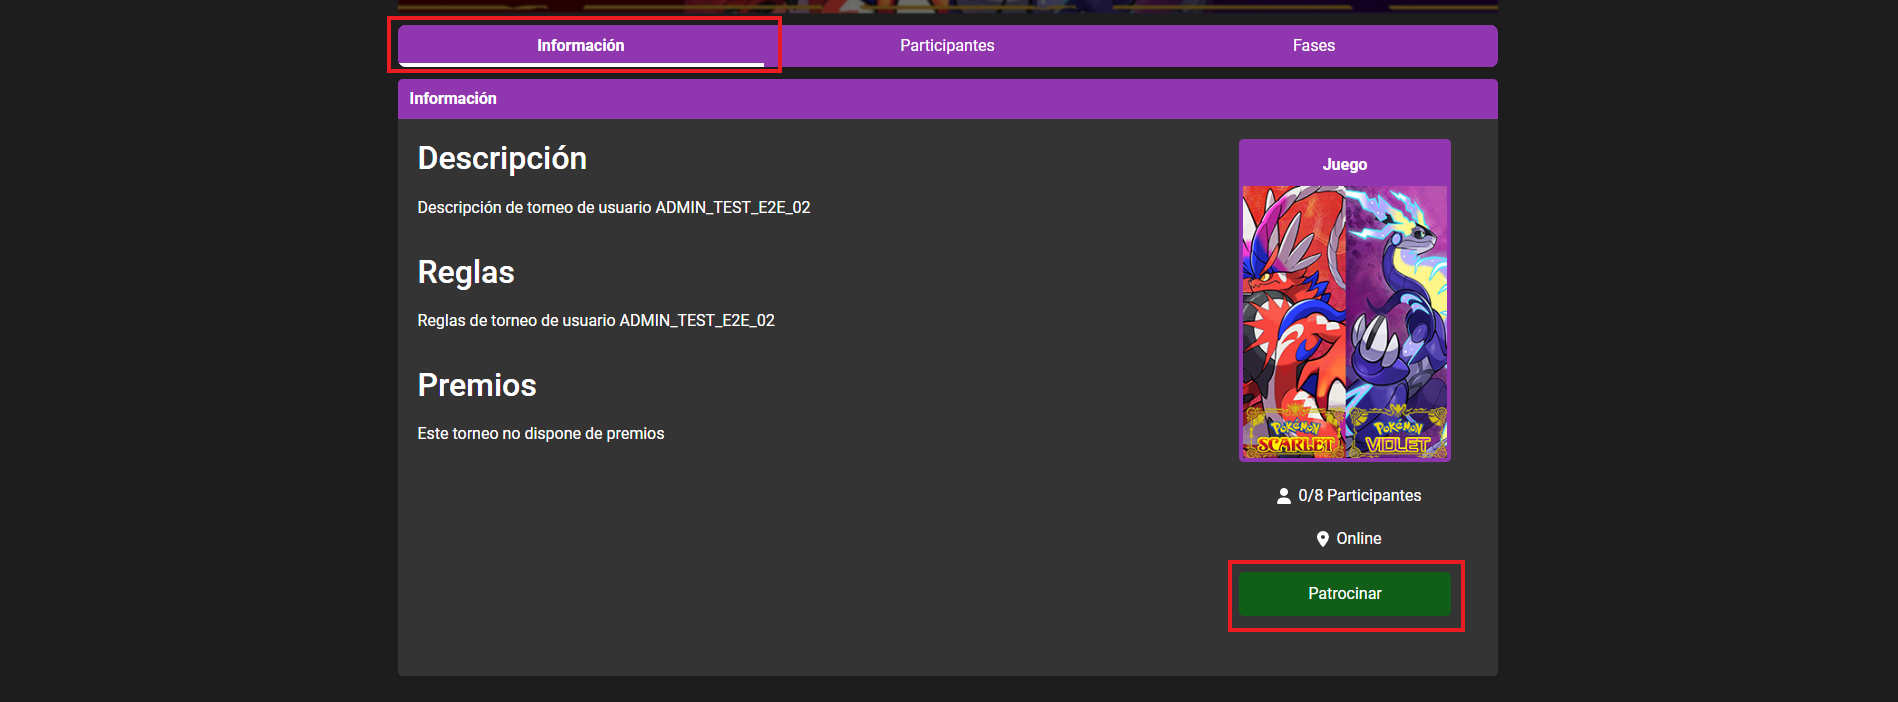 Información
Participantes
Fases
Información
Descripción
Descripción de torneo de usuario ADMIN_TEST_E2E_02
Reglas
Reglas de torneo de usuario ADMIN_TEST_E2E_02
Premios
Este torneo no dispone de premios
Juego
POKÉMON
SCARLET
POKÉMON
VIOLET
0/8 Participantes
Online
Patrocinar